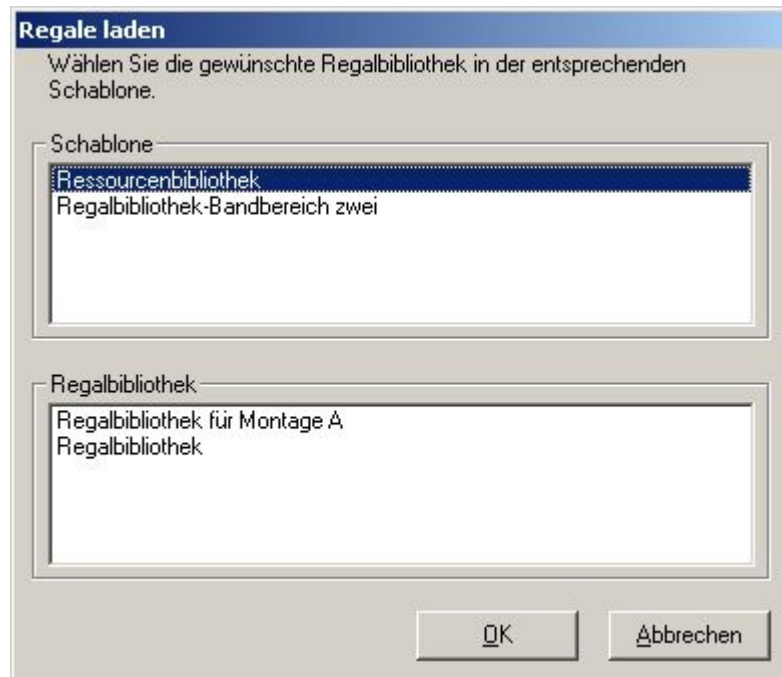 Regale laden
Wählen Sie die gewünschte Regalbibliothek in der entsprechenden
Schablone.
Schablone
Ressourcenbibliothek
Regalbibliothek-Bandbereich zwei
Regalbibliothek
Regalbibliothek für Montage A
Regalbibliothek
OK
Abbrechen